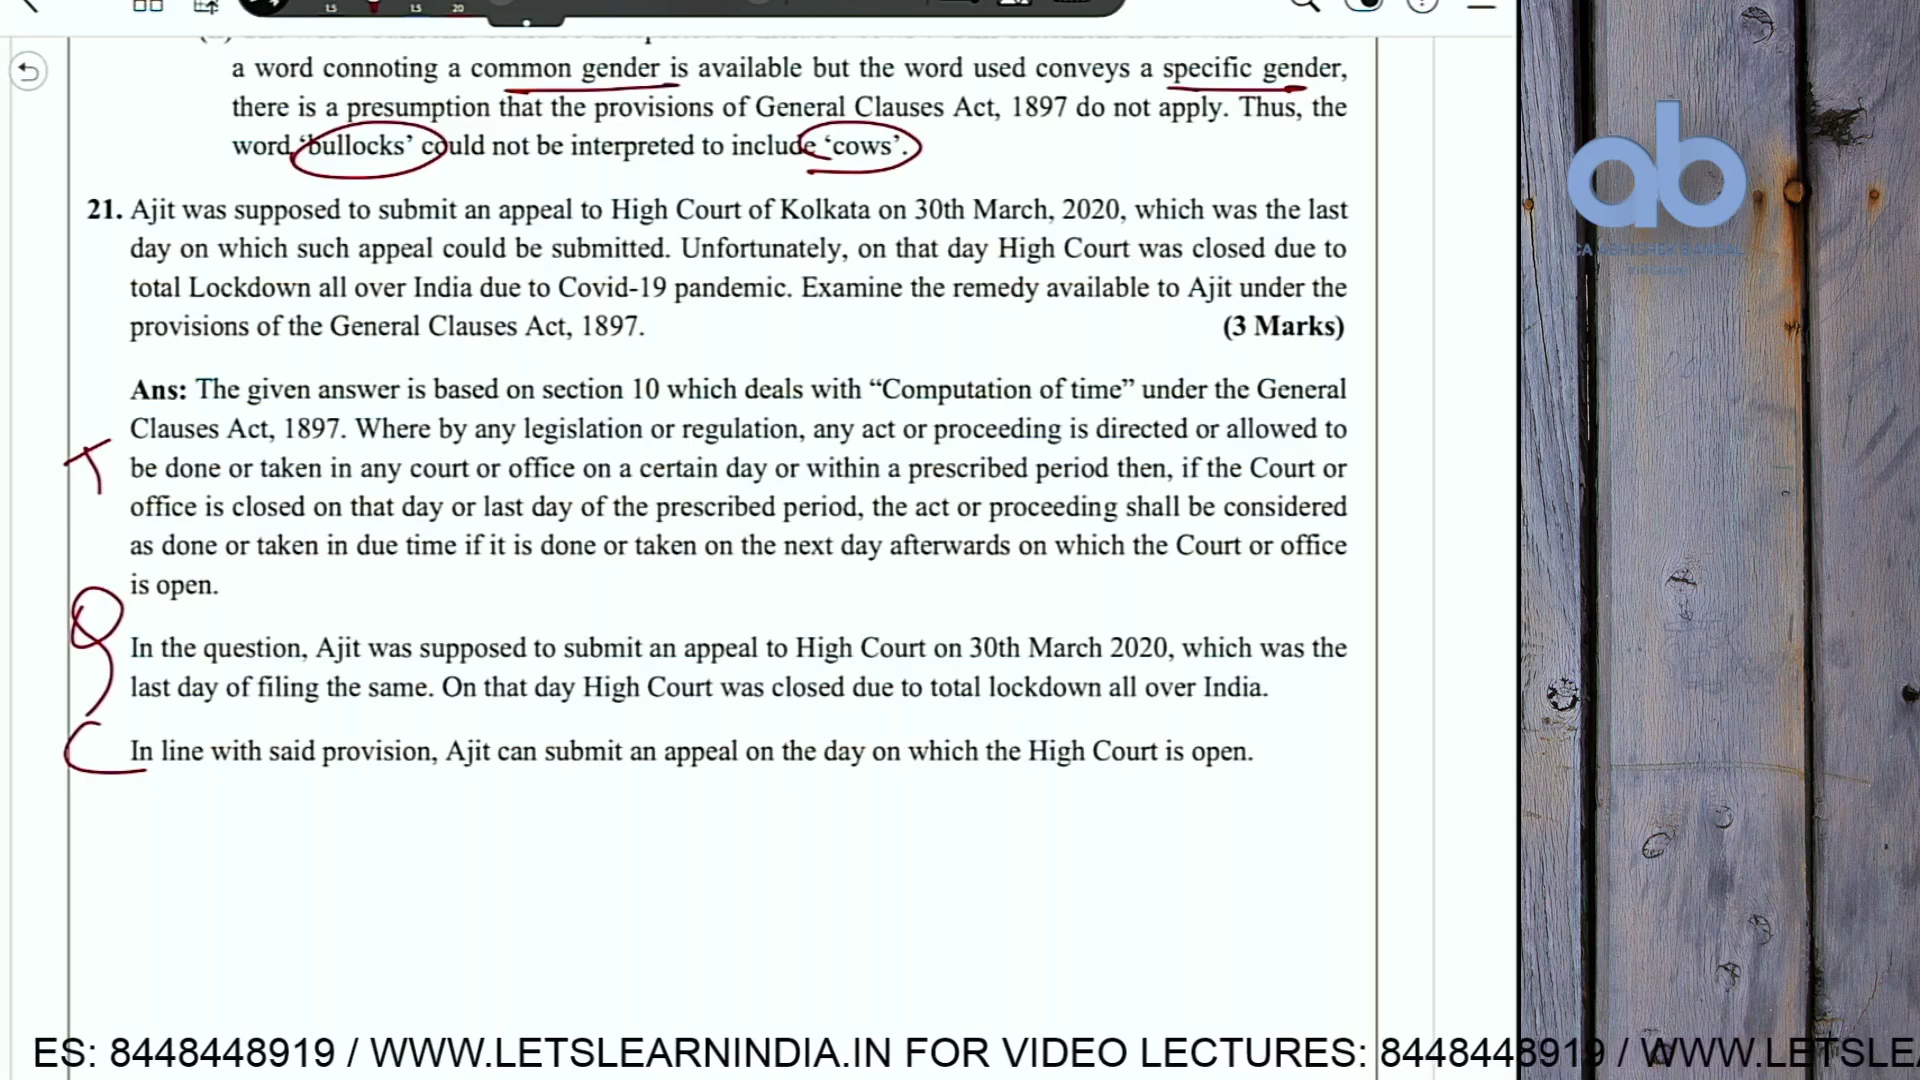 a word connoting a common gender is available but the word used conveys a specific gender,
there is a presumption that the provisions of General Clauses Act, 1897 do not apply. Thus, the
word ‘bullocks’ could not be interpreted to include ‘cows’.
21. Ajit was supposed to submit an appeal to High Court of Kolkata on 30th March, 2020, which was the last
day on which such appeal could be submitted. Unfortunately, on that day High Court was closed due to
total Lockdown all over India due to Covid-19 pandemic. Examine the remedy available to Ajit under the
provisions of the General Clauses Act, 1897. (3 Marks)
Ans: The given answer is based on section 10 which deals with “Computation of time” under the General
Clauses Act, 1897. Where by any legislation or regulation, any act or proceeding is directed or allowed to
be done or taken in any court or office on a certain day or within a prescribed period then, if the Court or
office is closed on that day or last day of the prescribed period, the act or proceeding shall be considered
as done or taken in due time if it is done or taken on the next day afterwards on which the Court or office
is open.
In the question, Ajit was supposed to submit an appeal to High Court on 30th March 2020, which was the
last day of filing the same. On that day High Court was closed due to total lockdown all over India.
In line with said provision, Ajit can submit an appeal on the day on which the High Court is open.
ab
ES: 8448448919 / WWW.LETSLEARNINDIA.IN FOR VIDEO LECTURES: 8448448919 / WWW.LETSLEA